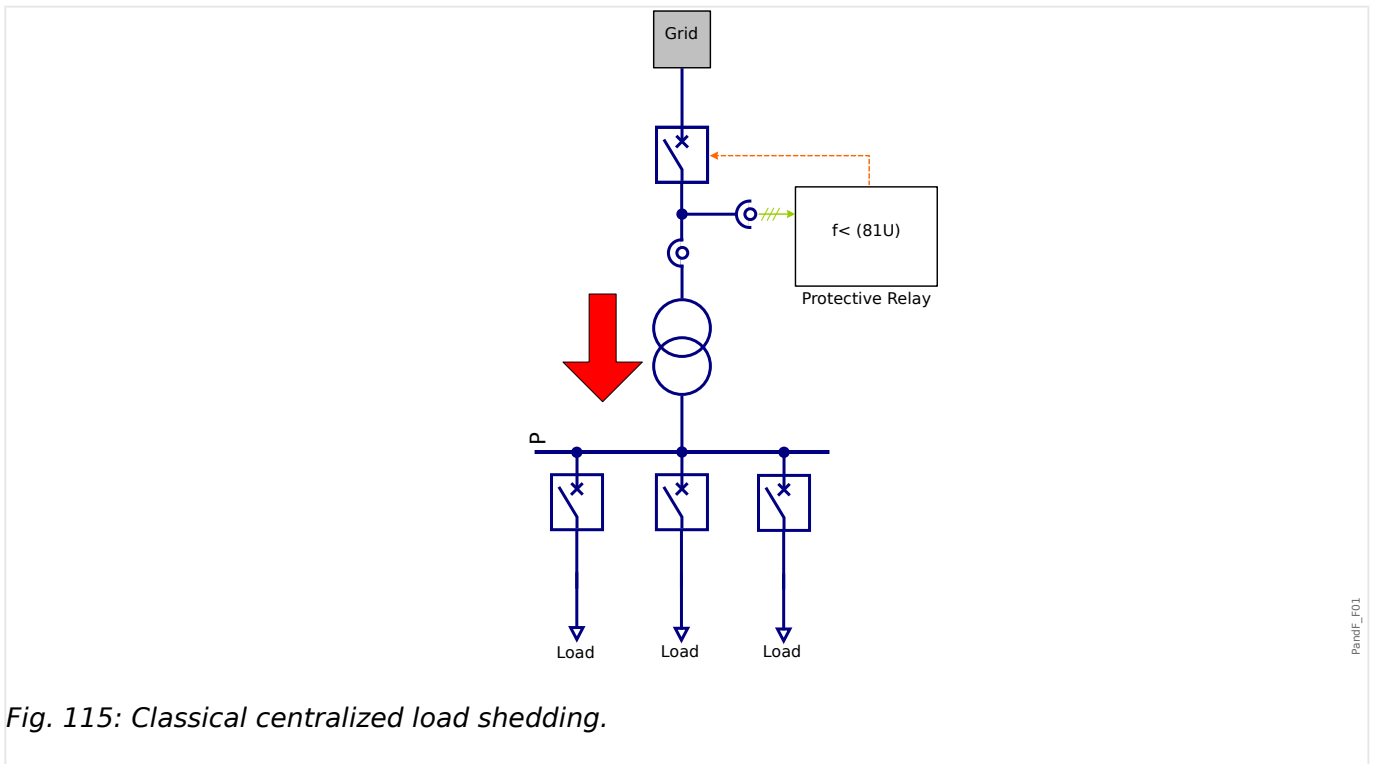 Grid
f< (81U)
Protective Relay
P
Load
Load
Load
PandF_F01
Fig. 115: Classical centralized load shedding.